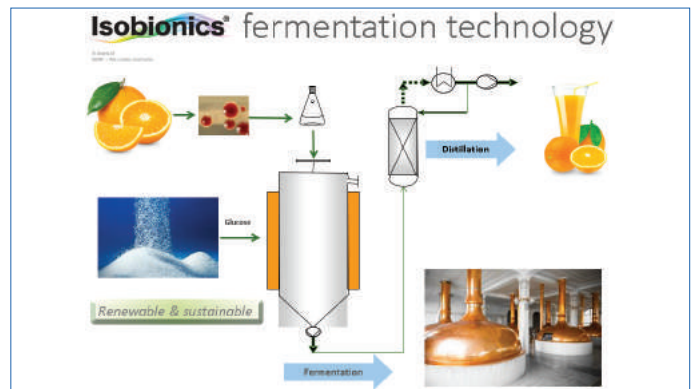 Isobionics® fermentation technology
Glucose
Distillation
Renewable & sustainable
Fermentation